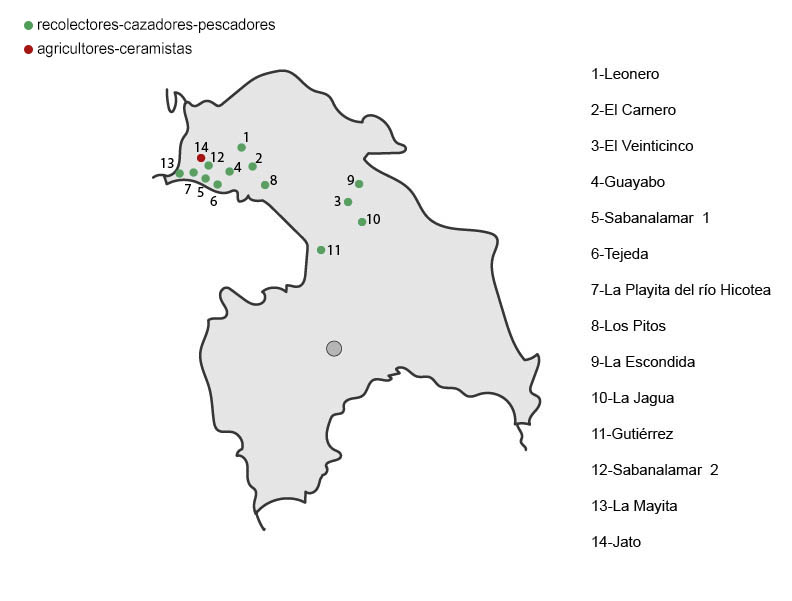 recolectores-cazadores-pescadores
agricultores-ceramistas
1-Leonero
2-El Carnero
3-El Veinticinco
4-Guayabo
5-Sabanalamar 1
6-Tejeda
7-La Playita del río Hicotea
8-Los Pitos
9-La Escondida
10-La Jagua
11-Gutiérrez
12-Sabanalamar 2
13-La Mayita
14-Jato
1
14
12
2
13
4
8
9
7
5
6
3
10
11